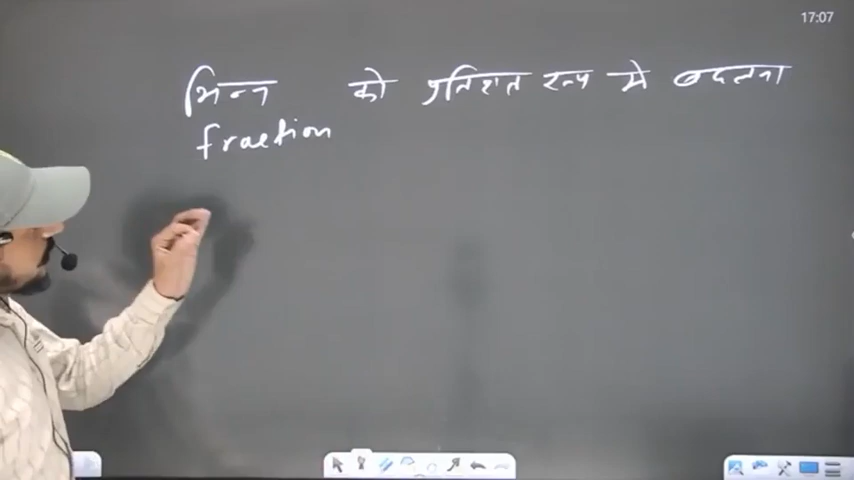 17:07
भिन्न को प्रतिशत रूप में बदलना
fraction